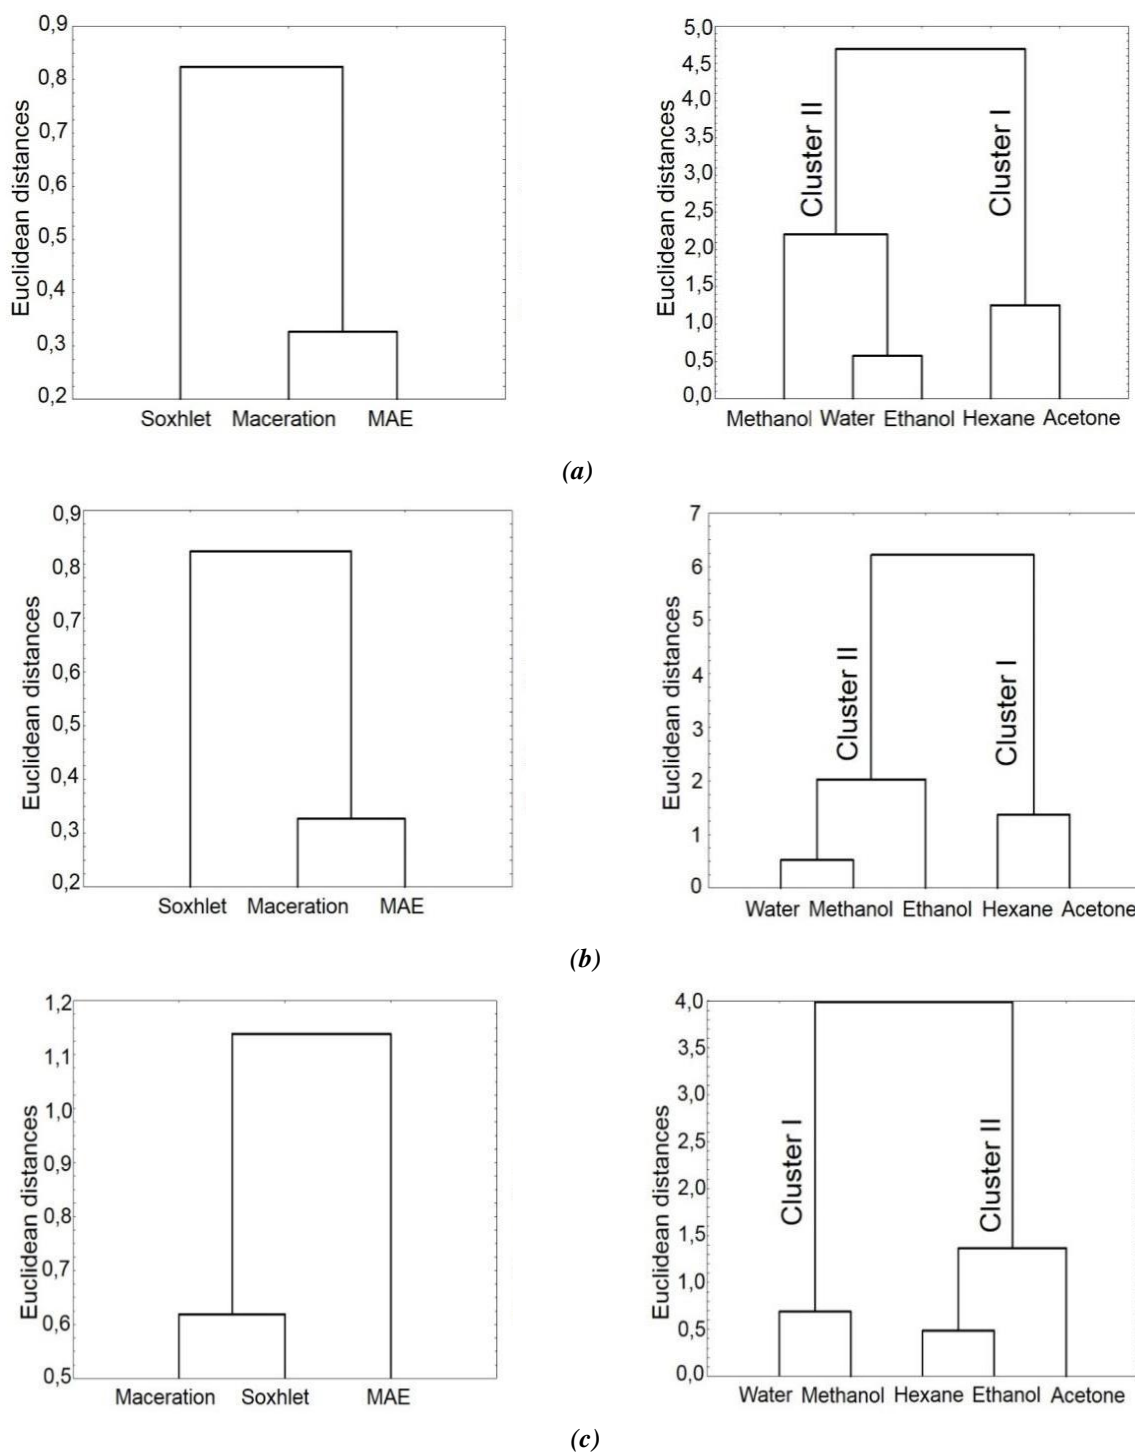 Euclidean distances
0,9
0,8
0,7
0,6
0,5
0,4
0,3
0,2
Soxhlet Maceration MAE
Euclidean distances
5,0
4,5
4,0
3,5
3,0
2,5
2,0
1,5
1,0
0,5
0,0
Cluster II
Cluster I
Methanol Water Ethanol Hexane Acetone
(a)
Euclidean distances
0,9
0,8
0,7
0,6
0,5
0,4
0,3
0,2
Soxhlet Maceration MAE
Euclidean distances
7
6
5
4
3
2
1
0
Cluster II
Cluster I
Water Methanol Ethanol Hexane Acetone
(b)
Euclidean distances
1,2
1,1
1,0
0,9
0,8
0,7
0,6
0,5
Maceration Soxhlet MAE
Euclidean distances
4,0
3,5
3,0
2,5
2,0
1,5
1,0
0,5
0,0
Cluster I
Cluster II
Water Methanol Hexane Ethanol Acetone
(c)